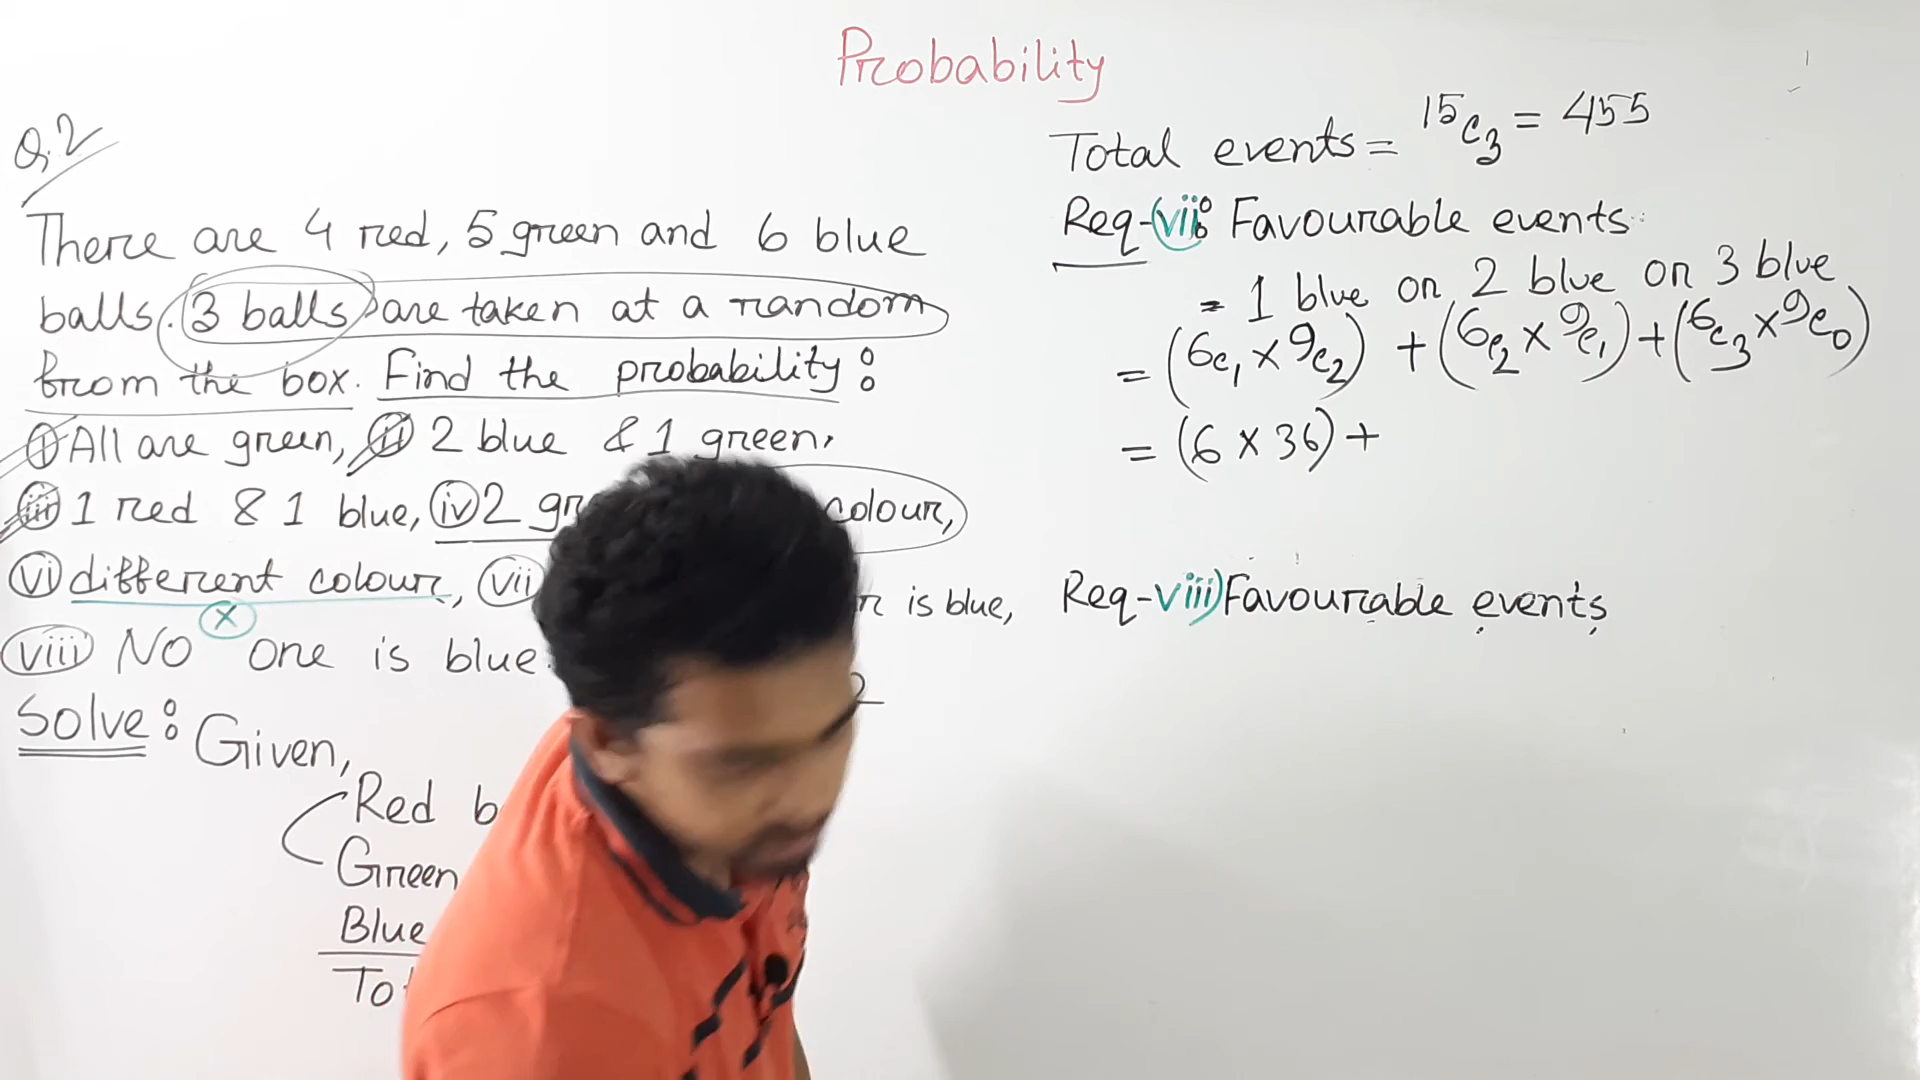 Probability
Q.2
There are 4 red, 5 green and 6 blue
balls. 3 balls are taken at a random
from the box. Find the probability:
(i) All are green, (ii) 2 blue & 1 green,
(iii) 1 red & 1 blue, (iv) 2 colour,
(vi) different colour, (vii) is blue,
(viii) No one is blue.
x
Solve: Given,
Red
Green
Blue
2
Total events = 15c3 = 455
Req-(vii): Favourable events
= 1 blue or 2 blue or 3 blue
= (6c1 × 9c2) + (6c2 × 9c1) + (6c3 × 9c0)
= (6 × 36) +
Req-viii) Favourable events